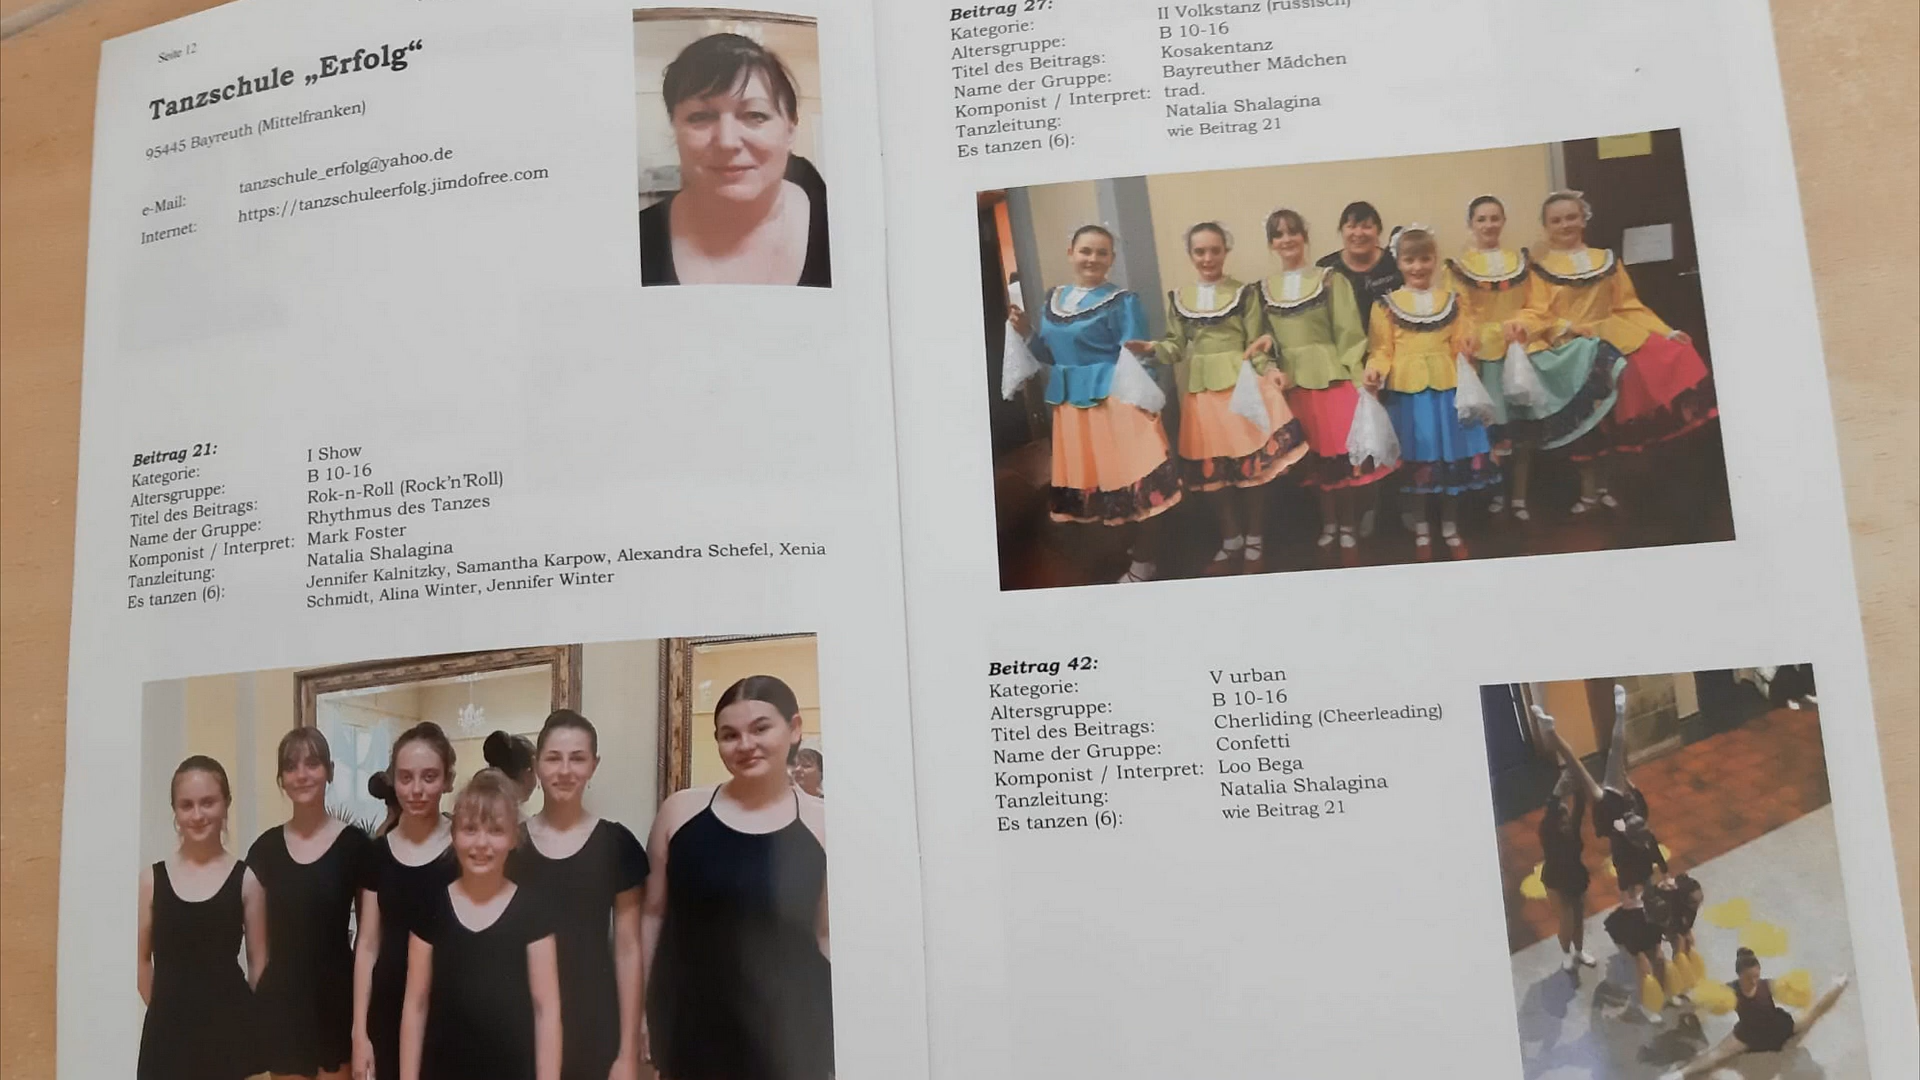 Seite 12
Tanzschule „Erfolg“
95445 Bayreuth (Mittelfranken)
e-Mail: tanzschule_erfolg@yahoo.de
Internet: https://tanzschuleerfolg.jimdofree.com
Beitrag 21:
Kategorie: I Show
Altersgruppe: B 10-16
Titel des Beitrags: Rok-n-Roll (Rock’n’Roll)
Name der Gruppe: Rhythmus des Tanzes
Komponist / Interpret: Mark Foster
Tanzleitung: Natalia Shalagina
Es tanzen (6): Jennifer Kalnitzky, Samantha Karpow, Alexandra Schefel, Xenia
Schmidt, Alina Winter, Jennifer Winter
Beitrag 27:
Kategorie: II Volkstanz (russisch)
Altersgruppe: B 10-16
Titel des Beitrags: Kosakentanz
Name der Gruppe: Bayreuther Mädchen
Komponist / Interpret: trad.
Tanzleitung: Natalia Shalagina
Es tanzen (6): wie Beitrag 21
Beitrag 42:
Kategorie: V urban
Altersgruppe: B 10-16
Titel des Beitrags: Cherliding (Cheerleading)
Name der Gruppe: Confetti
Komponist / Interpret: Loo Bega
Tanzleitung: Natalia Shalagina
Es tanzen (6): wie Beitrag 21